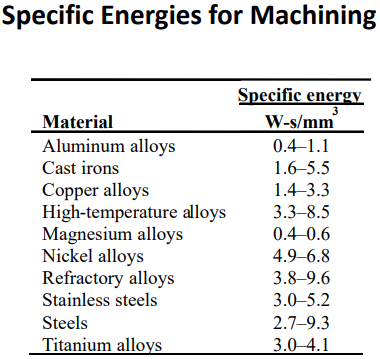 Specific Energies for Machining
Specific energy
Material W-s/mm³
Aluminum alloys 0.4–1.1
Cast irons 1.6–5.5
Copper alloys 1.4–3.3
High-temperature alloys 3.3–8.5
Magnesium alloys 0.4–0.6
Nickel alloys 4.9–6.8
Refractory alloys 3.8–9.6
Stainless steels 3.0–5.2
Steels 2.7–9.3
Titanium alloys 3.0–4.1